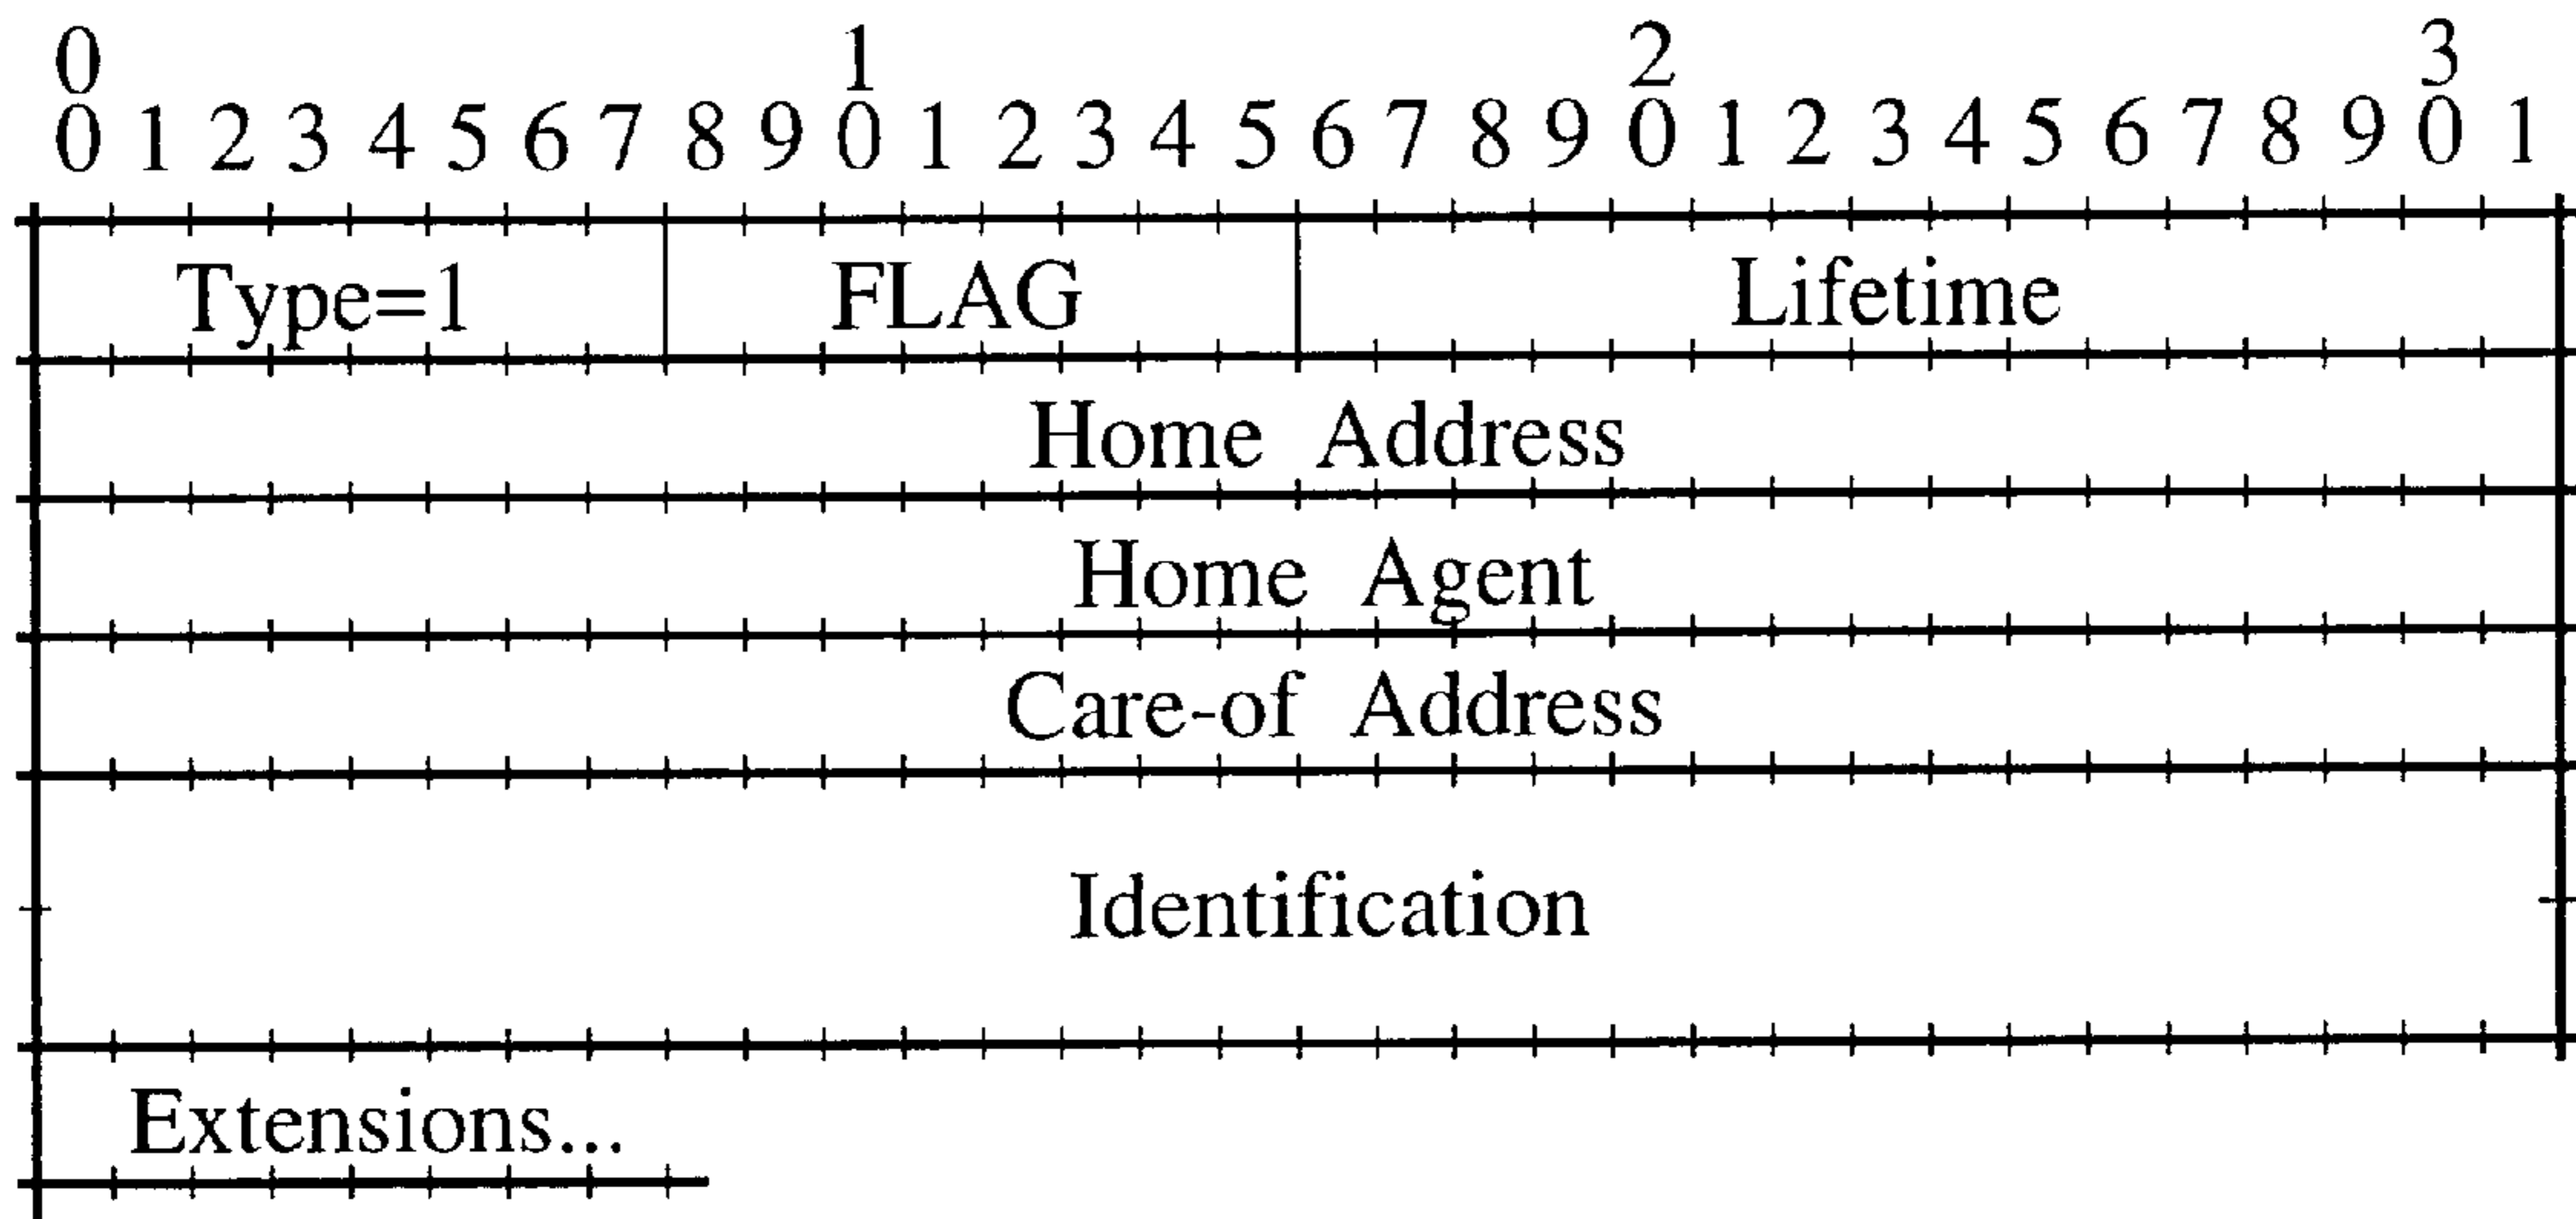 0 1 2 3
0 1 2 3 4 5 6 7 8 9 0 1 2 3 4 5 6 7 8 9 0 1 2 3 4 5 6 7 8 9 0 1
Type=1 FLAG Lifetime
Home Address
Home Agent
Care-of Address
Identification
Extensions...